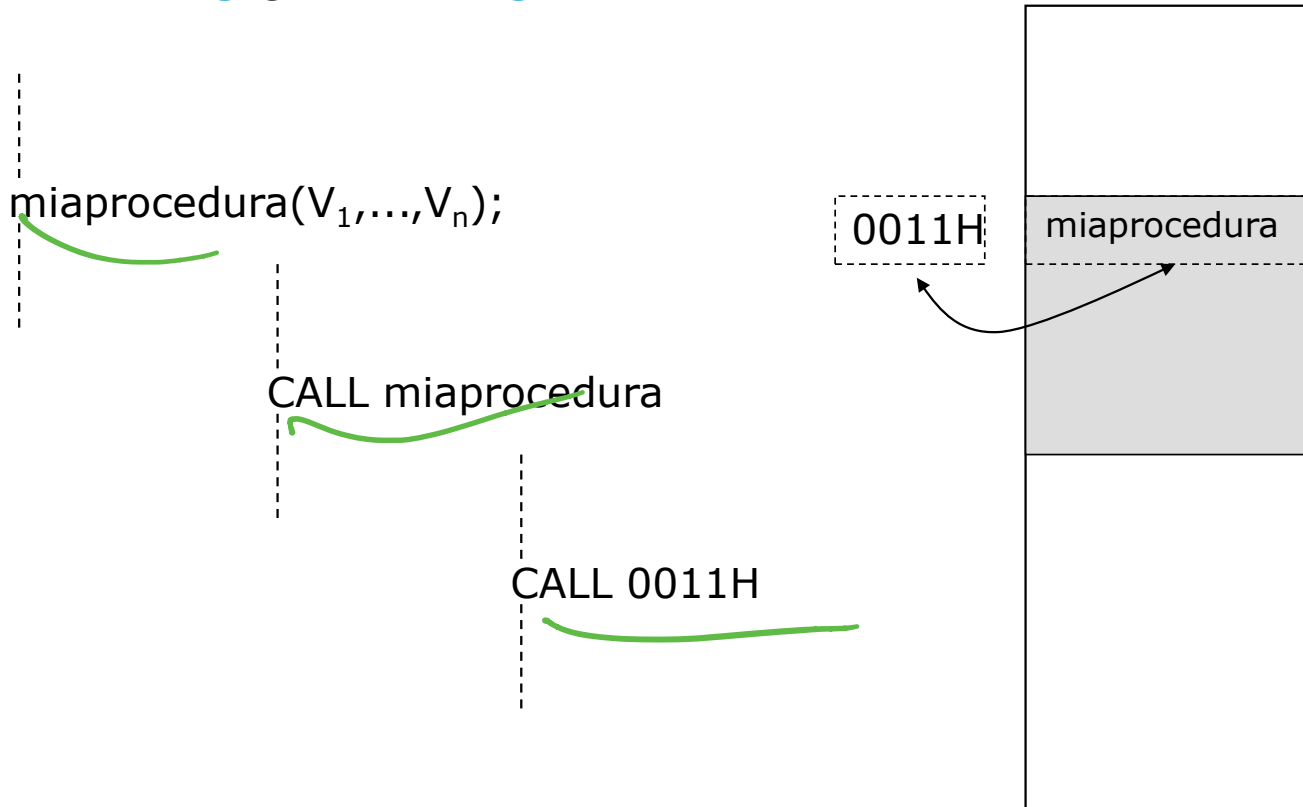 miaprocedura(V₁,...,Vₙ);
0011H
miaprocedura
CALL miaprocedura
CALL 0011H